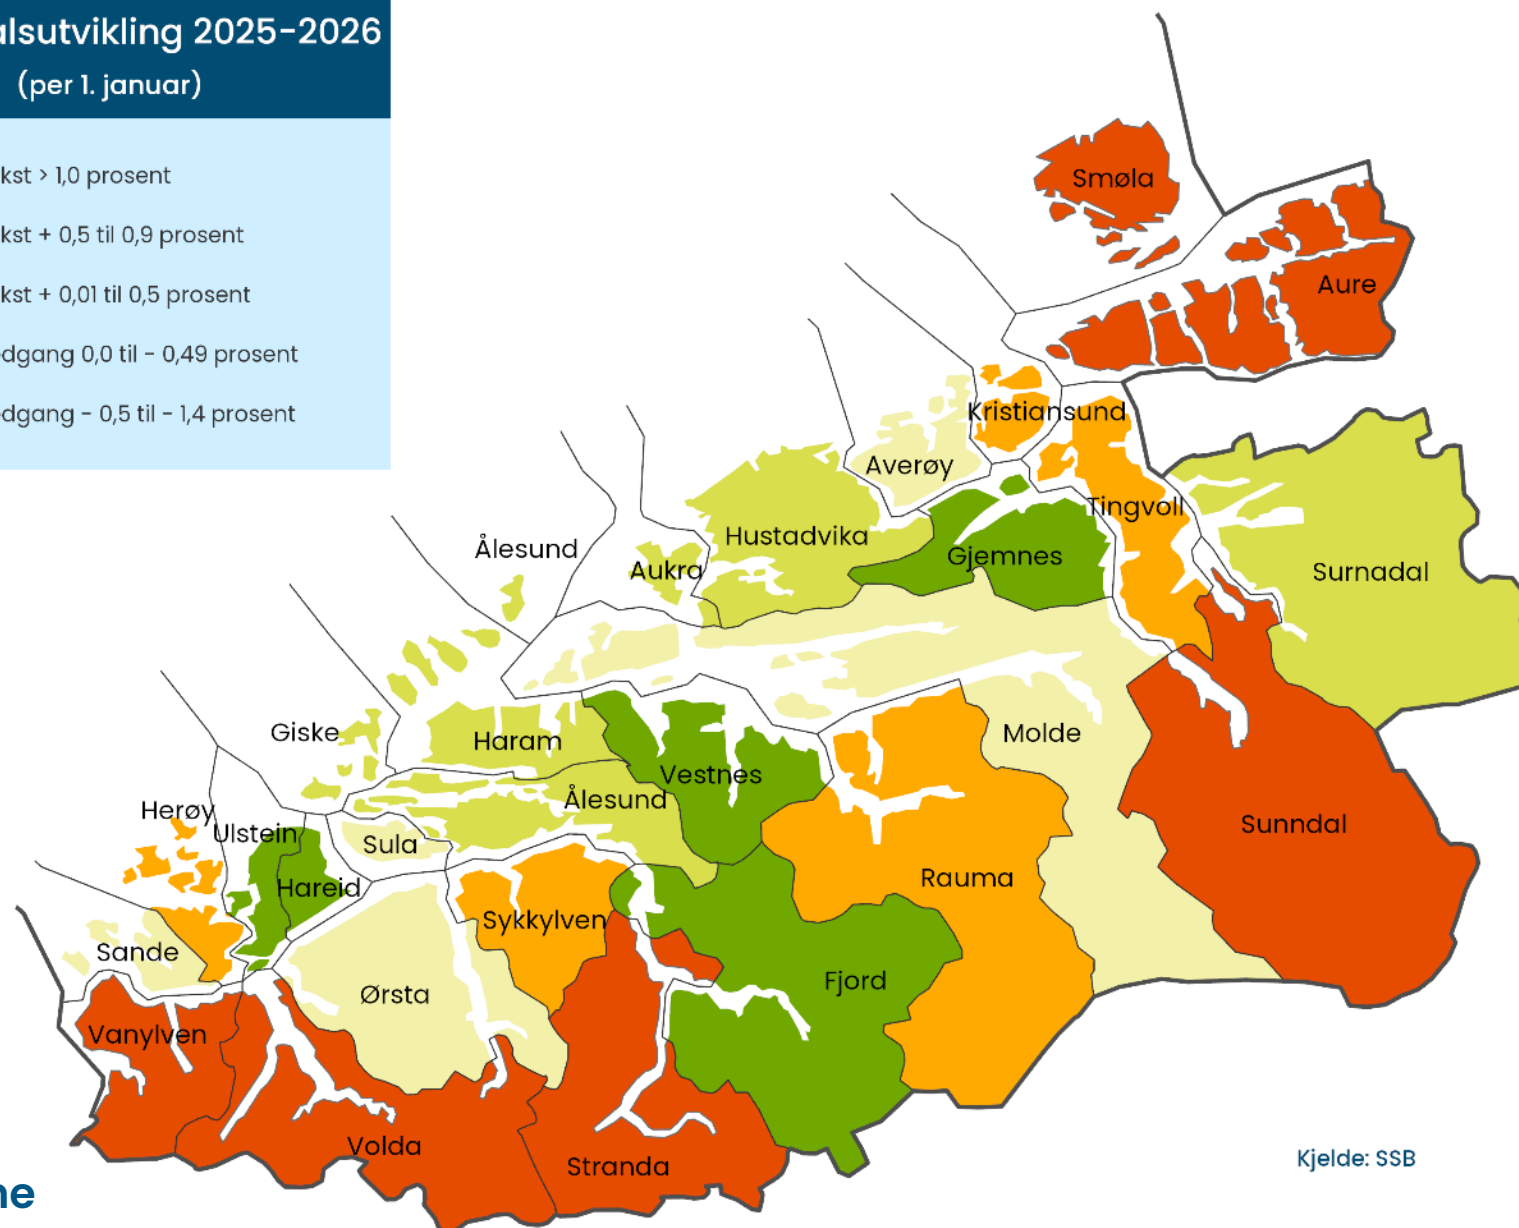 alsutvikling 2025-2026
(per 1. januar)
kst > 1,0 prosent
kst + 0,5 til 0,9 prosent
kst + 0,01 til 0,5 prosent
dgang 0,0 til - 0,49 prosent
dgang - 0,5 til - 1,4 prosent
Smøla
Aure
Kristiansund
Averøy
Tingvoll
Hustadvika
Ålesund
Gjemnes
Aukra
Surnadal
Giske
Haram
Molde
Vestnes
Ålesund
Herøy
Ulstein
Sula
Sunndal
Hareid
Rauma
Sykkylven
Sande
Fjord
Ørsta
Vanylven
Volda
Stranda
Kjelde: SSB
ne